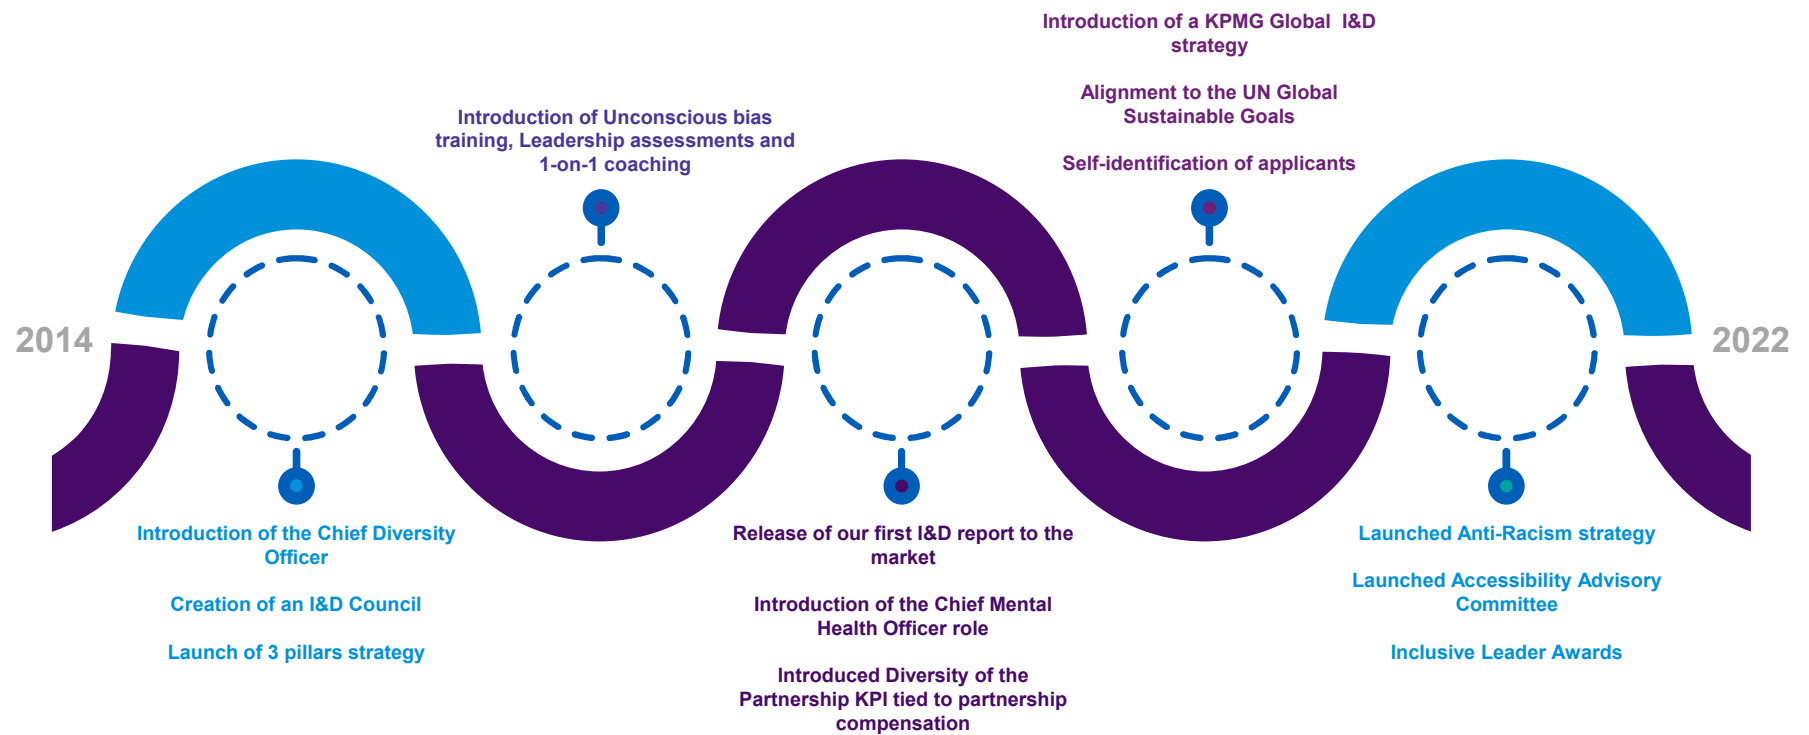 2014
Introduction of the Chief Diversity
Officer
Creation of an I&D Council
Launch of 3 pillars strategy
Introduction of Unconscious bias
training, Leadership assessments and
1-on-1 coaching
Release of our first I&D report to the
market
Introduction of the Chief Mental
Health Officer role
Introduced Diversity of the
Partnership KPI tied to partnership
compensation
Introduction of a KPMG Global I&D
strategy
Alignment to the UN Global
Sustainable Goals
Self-identification of applicants
Launched Anti-Racism strategy
Launched Accessibility Advisory
Committee
Inclusive Leader Awards
2022